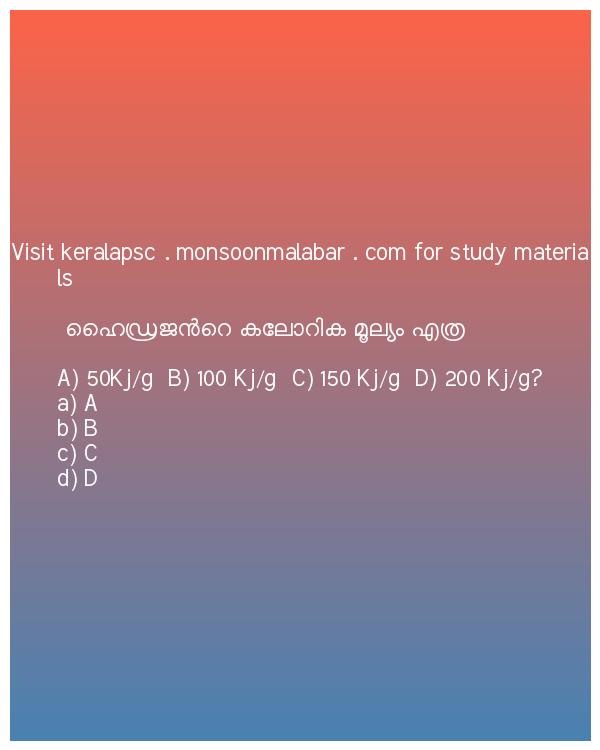 Visit keralapsc . monsoonmalabar . com for study materia
ls
ഹൈഡ്രജൻറെ കലോറിക മൂല്യം എത്ര
A) 50Kj/g B) 100 Kj/g C) 150 Kj/g D) 200 Kj/g?
a) A
b) B
c) C
d) D